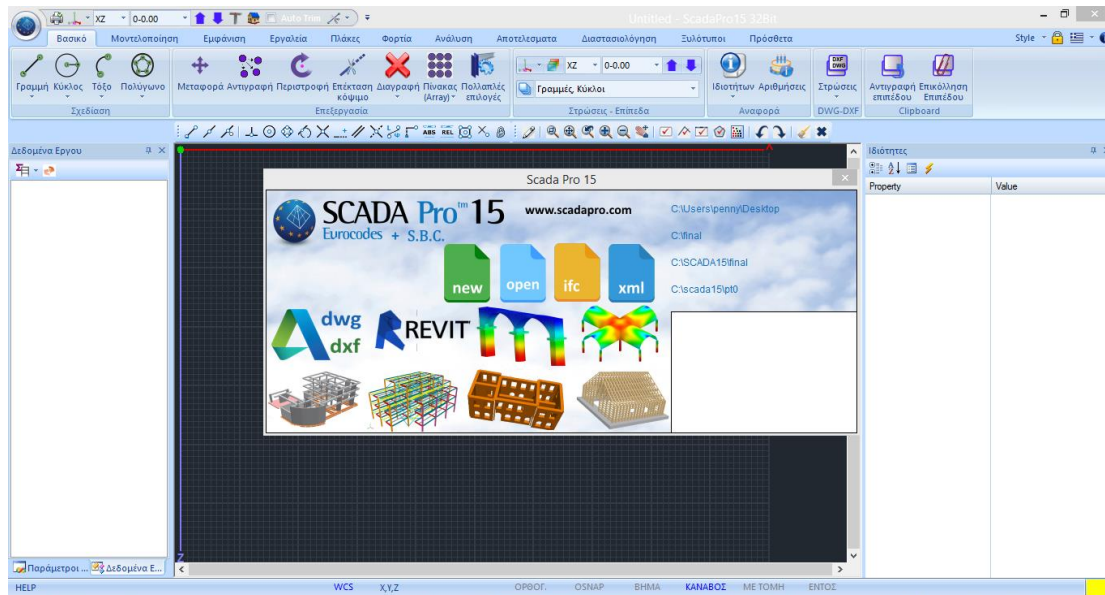 XZ 0-0.00 Auto Trim Untitled - ScadaPro15 32Bit
Βασικό Μοντελοποίηση Εμφάνιση Εργαλεία Πλάκες Φορτία Ανάλυση Αποτελεσματα Διαστασιολόγηση Ξυλότυποι Πρόσθετα Style
Γραμμή Κύκλος Τόξο Πολύγωνο
Σχεδίαση
Μεταφορά Αντιγραφή Περιστροφή Επέκταση κόψιμο Διαγραφή Πίνακας (Array) Πολλαπλές επιλογές
Επεξεργασία
XZ 0-0.00
Γραμμές, Κύκλοι
Στρώσεις - Επίπεδα
Ιδιοτήτων Αριθμήσεις
Αναφορά
DXF
DWG
Στρώσεις
DWG-DXF
Αντιγραφή επιπέδου Επικόλληση Επιπέδου
Clipboard
ABS REL
Δεδομένα Εργου
Ιδιότητες
Property Value
Scada Pro 15
SCADA Pro™ 15 www.scadapro.com
Eurocodes + S.B.C.
C:\Users\penny\Desktop
C:\final
C:\SCADA15\final
C:\scada15\pt0
new open ifc xml
dwg
dxf
REVIT
Z
Παράμετροι ... Δεδομένα Ε...
HELP WCS X,Y,Z ΟΡΘΟΓ. OSNAP ΒΗΜΑ ΚΑΝΑΒΟΣ ΜΕ ΤΟΜΗ ΕΝΤΟΣ